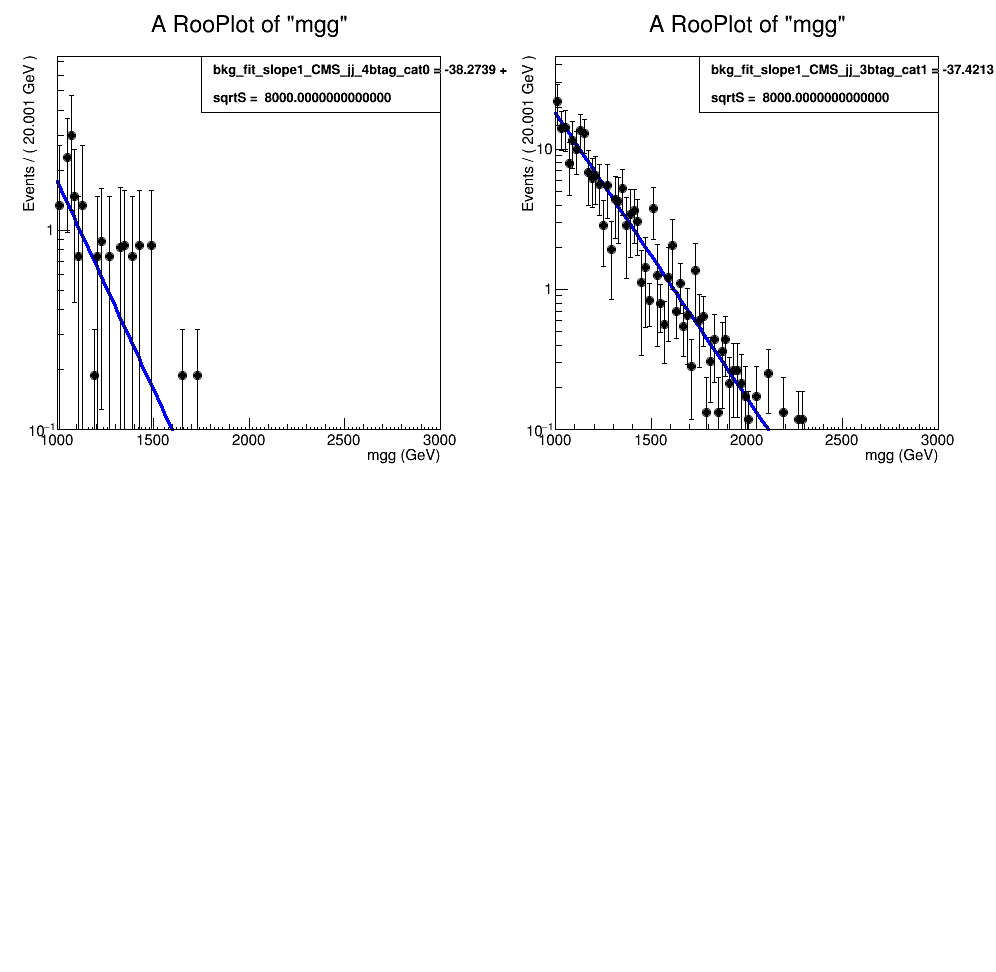 A RooPlot of "mgg"
Events / ( 20.001 GeV )
bkg_fit_slope1_CMS_jj_4btag_cat0 = -38.2739 +
sqrtS = 8000.0000000000000
1
10⁻¹
1000 1500 2000 2500 3000
mgg (GeV)
A RooPlot of "mgg"
Events / ( 20.001 GeV )
bkg_fit_slope1_CMS_jj_3btag_cat1 = -37.4213
sqrtS = 8000.0000000000000
10
1
10⁻¹
1000 1500 2000 2500 3000
mgg (GeV)